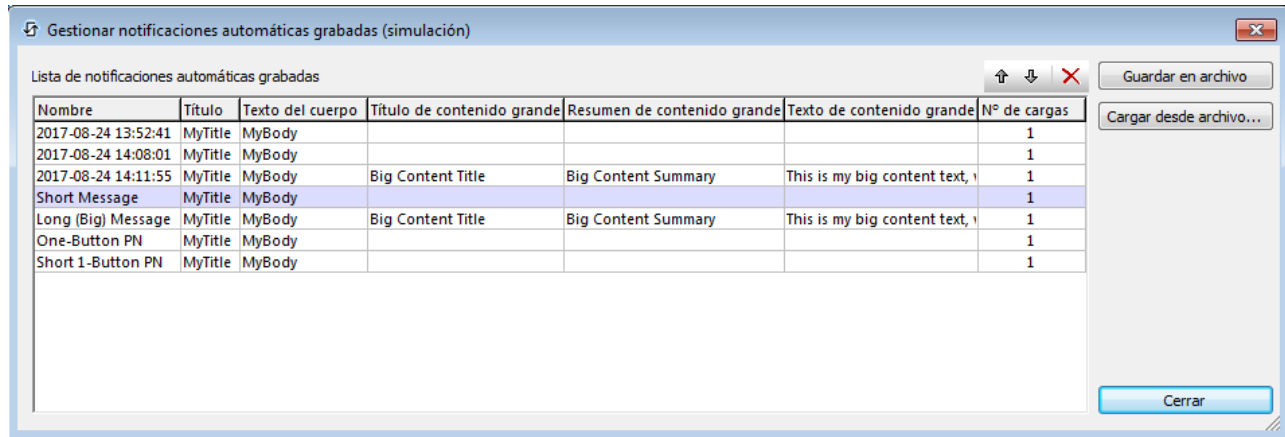 Gestionar notificaciones automáticas grabadas (simulación)
Lista de notificaciones automáticas grabadas
Guardar en archivo
Nombre Título Texto del cuerpo Título de contenido grande Resumen de contenido grande Texto de contenido grande Nº de cargas
Cargar desde archivo...
2017-08-24 13:52:41 MyTitle MyBody 1
2017-08-24 14:08:01 MyTitle MyBody 1
2017-08-24 14:11:55 MyTitle MyBody Big Content Title Big Content Summary This is my big content text, 1
Short Message MyTitle MyBody 1
Long (Big) Message MyTitle MyBody Big Content Title Big Content Summary This is my big content text, 1
One-Button PN MyTitle MyBody 1
Short 1-Button PN MyTitle MyBody 1
Cerrar